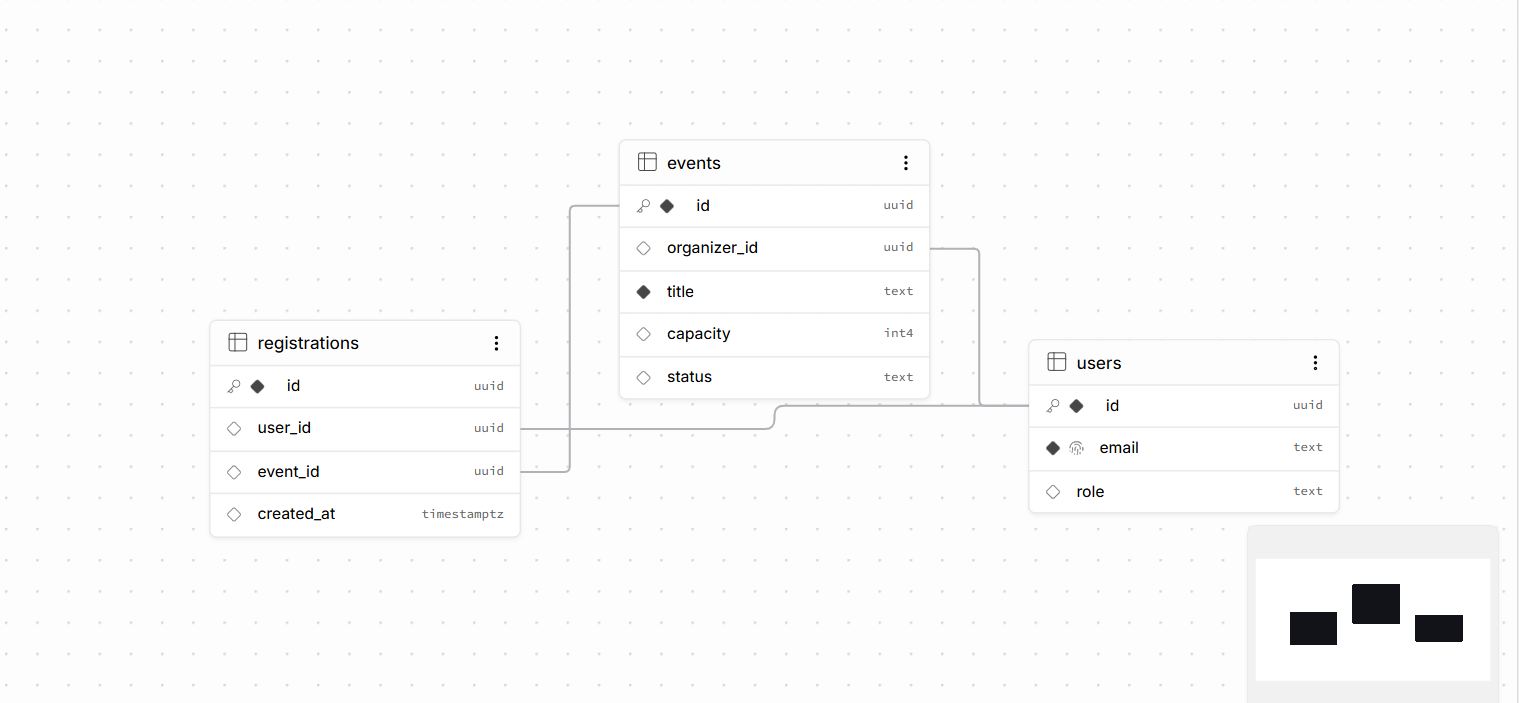 events
id uuid
organizer_id uuid
title text
capacity int4
status text
registrations
id uuid
user_id uuid
event_id uuid
created_at timestamptz
users
id uuid
email text
role text